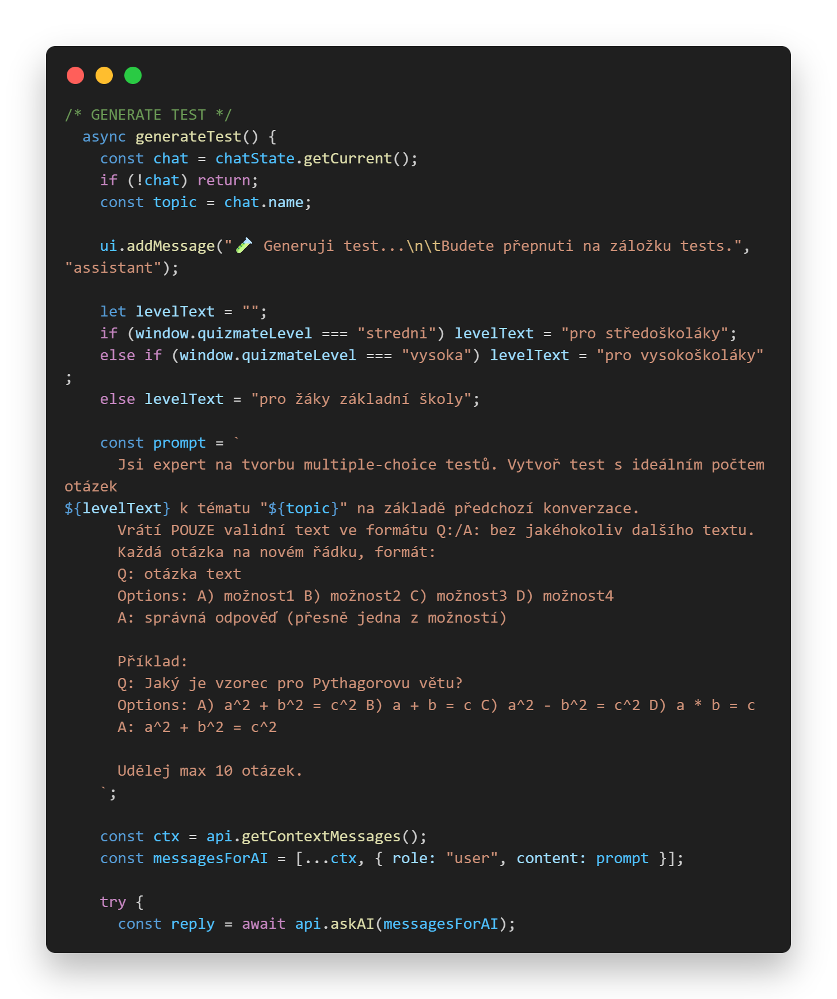 /* GENERATE TEST */
  async generateTest() {
    const chat = chatState.getCurrent();
    if (!chat) return;
    const topic = chat.name;

    ui.addMessage("🧪 Generuji test...\n\tBudete přepnuti na záložku tests.",
"assistant");

    let levelText = "";
    if (window.quizmateLevel === "stredni") levelText = "pro středoškoláky";
    else if (window.quizmateLevel === "vysoka") levelText = "pro vysokoškoláky"
;
    else levelText = "pro žáky základní školy";

    const prompt = `
      Jsi expert na tvorbu multiple-choice testů. Vytvoř test s ideálním počtem
otázek
${levelText} k tématu "${topic}" na základě předchozí konverzace.
      Vrátí POUZE validní text ve formátu Q:/A: bez jakéhokoliv dalšího textu.
      Každá otázka na novém řádku, formát:
      Q: otázka text
      Options: A) možnost1 B) možnost2 C) možnost3 D) možnost4
      A: správná odpověď (přesně jedna z možností)

      Příklad:
      Q: Jaký je vzorec pro Pythagorovu větu?
      Options: A) a^2 + b^2 = c^2 B) a + b = c C) a^2 - b^2 = c^2 D) a * b = c
      A: a^2 + b^2 = c^2

      Udělej max 10 otázek.
    `;

    const ctx = api.getContextMessages();
    const messagesForAI = [...ctx, { role: "user", content: prompt }];

    try {
      const reply = await api.askAI(messagesForAI);